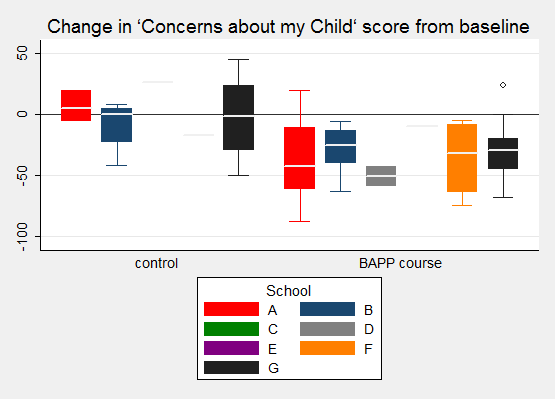 Change in ‘Concerns about my Child‘ score from baseline
50
0
-50
-100
control BAPP course
School
A B
C D
E F
G